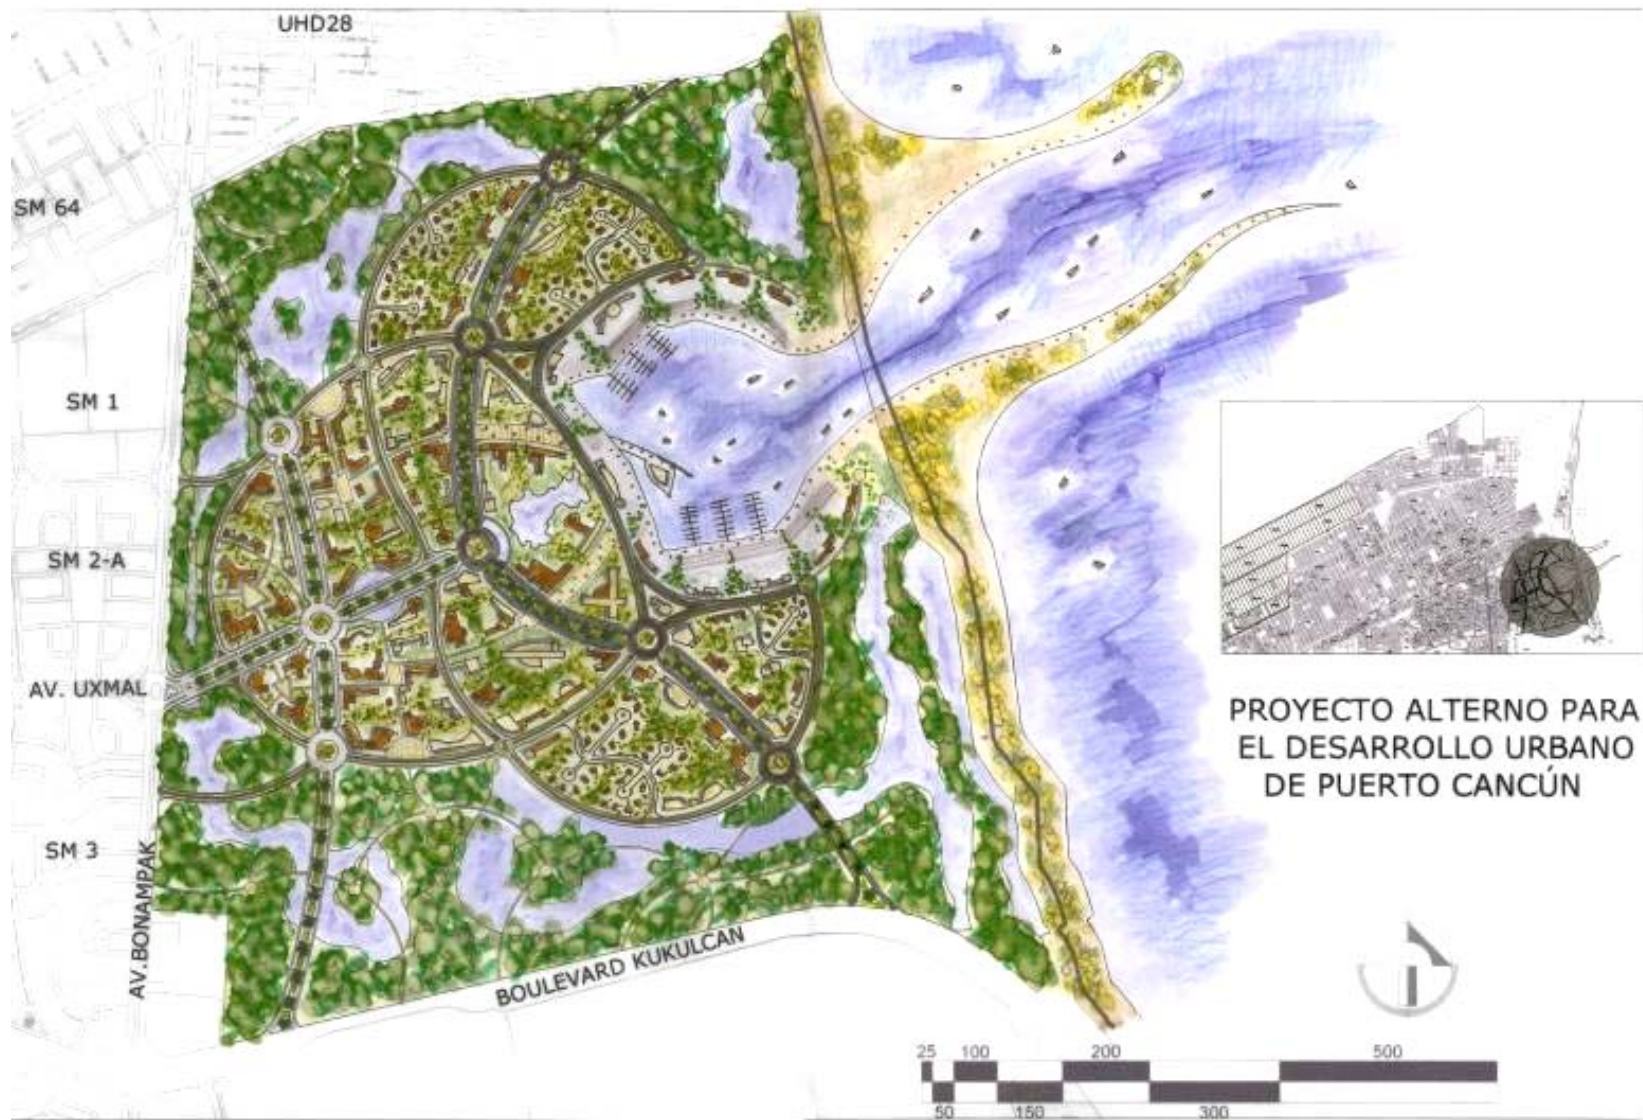 UHD28
SM 64
SM 1
SM 2-A
AV. UXMAL
SM 3
AV.BONAMPAK
BOULEVARD KUKULCAN
PROYECTO ALTERNO PARA
EL DESARROLLO URBANO
DE PUERTO CANCÚN
25 100 200 500
50 150 300